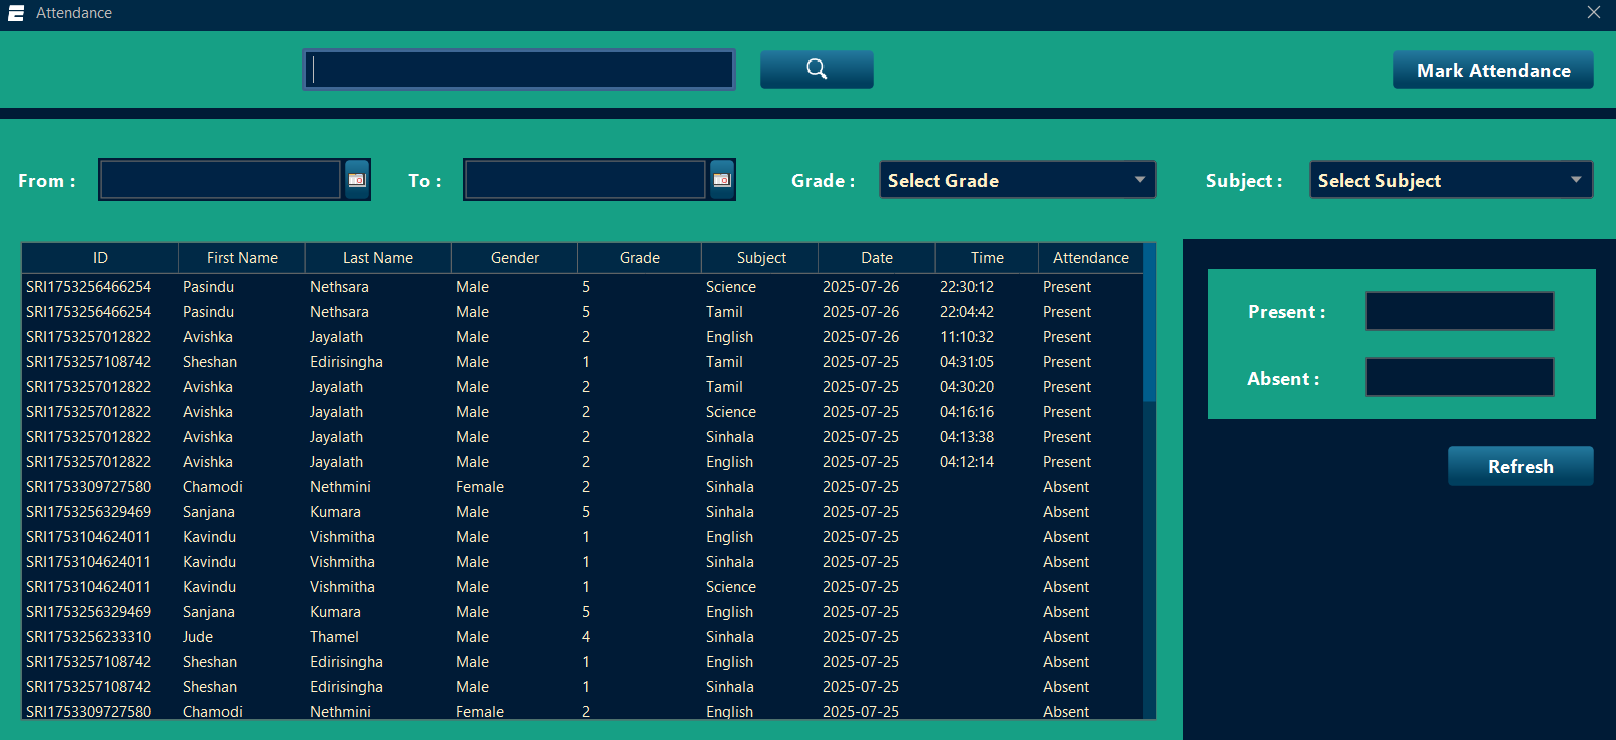 Attendance
Mark Attendance
From : To : Grade : Select Grade Subject : Select Subject
ID First Name Last Name Gender Grade Subject Date Time Attendance
SRI1753256466254 Pasindu Nethsara Male 5 Science 2025-07-26 22:30:12 Present
SRI1753256466254 Pasindu Nethsara Male 5 Tamil 2025-07-26 22:04:42 Present
SRI1753257012822 Avishka Jayalath Male 2 English 2025-07-26 11:10:32 Present
SRI1753257108742 Sheshan Edirisingha Male 1 Tamil 2025-07-25 04:31:05 Present
SRI1753257012822 Avishka Jayalath Male 2 Tamil 2025-07-25 04:30:20 Present
SRI1753257012822 Avishka Jayalath Male 2 Science 2025-07-25 04:16:16 Present
SRI1753257012822 Avishka Jayalath Male 2 Sinhala 2025-07-25 04:13:38 Present
SRI1753257012822 Avishka Jayalath Male 2 English 2025-07-25 04:12:14 Present
SRI1753309727580 Chamodi Nethmini Female 2 Sinhala 2025-07-25 Absent
SRI1753256329469 Sanjana Kumara Male 5 Sinhala 2025-07-25 Absent
SRI1753104624011 Kavindu Vishmitha Male 1 English 2025-07-25 Absent
SRI1753104624011 Kavindu Vishmitha Male 1 Sinhala 2025-07-25 Absent
SRI1753104624011 Kavindu Vishmitha Male 1 Science 2025-07-25 Absent
SRI1753256329469 Sanjana Kumara Male 5 English 2025-07-25 Absent
SRI1753256233310 Jude Thamel Male 4 Sinhala 2025-07-25 Absent
SRI1753257108742 Sheshan Edirisingha Male 1 English 2025-07-25 Absent
SRI1753257108742 Sheshan Edirisingha Male 1 Sinhala 2025-07-25 Absent
SRI1753309727580 Chamodi Nethmini Female 2 English 2025-07-25 Absent
Present :
Absent :
Refresh